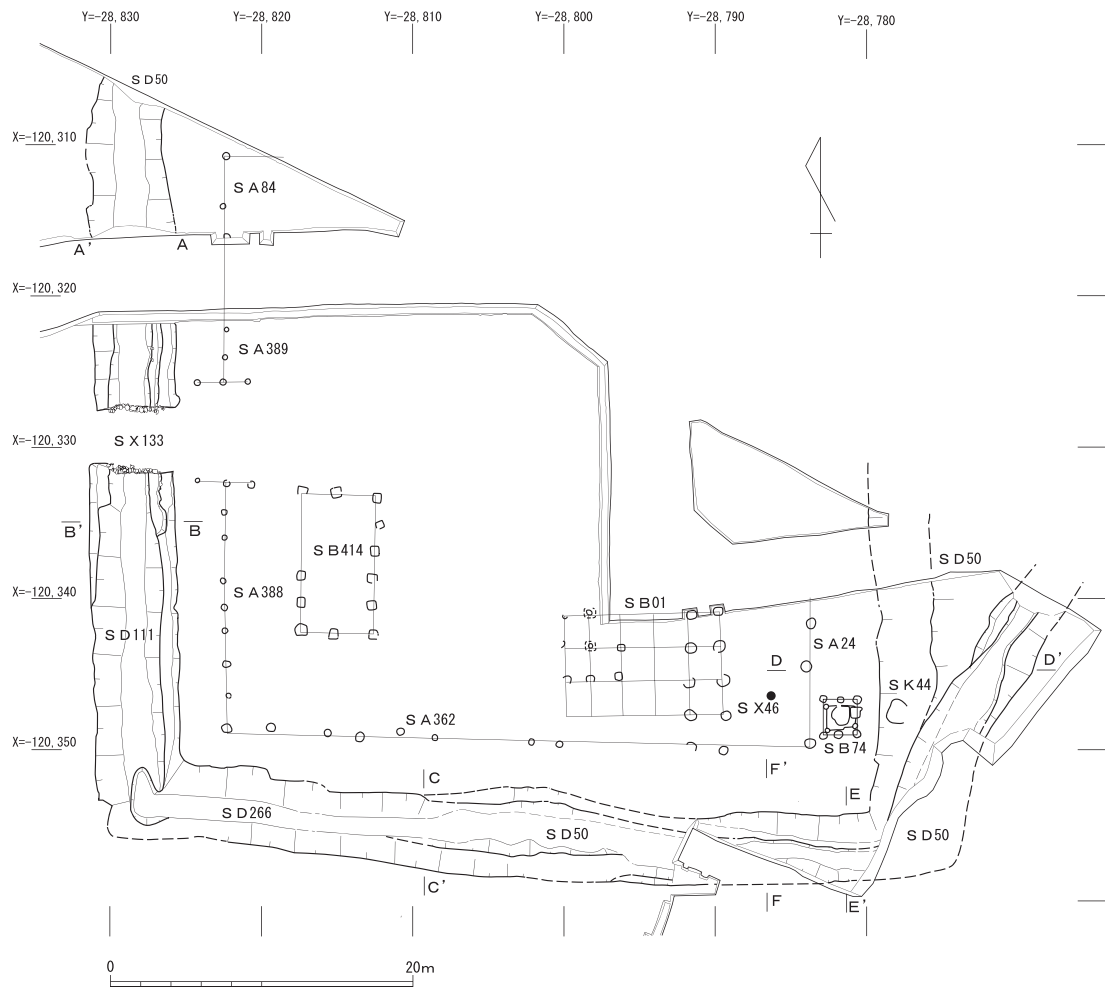 Y=-28,830 Y=-28,820 Y=-28,810 Y=-28,800 Y=-28,790 Y=-28,780
SD50
X=-120,310
SA84
A' A
X=-120,320
SA389
X=-120,330
SX133
B' B
SB414
SD50
X=-120,340
SA388
SB01
SD111
SA24
D D'
SK44
SX46
SA362
X=-120,350
SB74
C F' E
SD266
SD50
SD50
C' F E'
0 20m